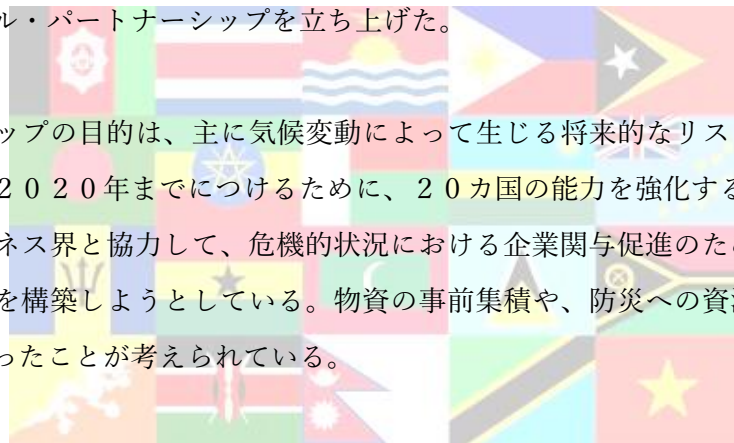 ル・パートナーシップを立ち上げた。
ップの目的は、主に気候変動によって生じる将来的なリス
２０２０年までにつけるために、２０カ国の能力を強化する
ネス界と協力して、危機的状況における企業関与促進のため
を構築しようとしている。物資の事前集積や、防災への資
ったことが考えられている。